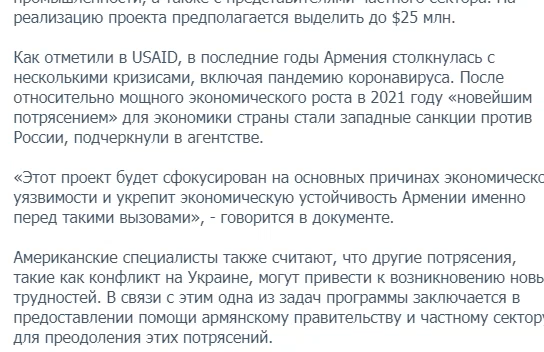 промышленности, а также с представителями частного сектора. На
реализацию проекта предполагается выделить до $25 млн.
Как отметили в USAID, в последние годы Армения столкнулась с
несколькими кризисами, включая пандемию коронавируса. После
относительно мощного экономического роста в 2021 году «новейшим
потрясением» для экономики страны стали западные санкции против
России, подчеркнули в агентстве.
«Этот проект будет сфокусирован на основных причинах экономическо
уязвимости и укрепит экономическую устойчивость Армении именно
перед такими вызовами», - говорится в документе.
Американские специалисты также считают, что другие потрясения,
такие как конфликт на Украине, могут привести к возникновению новь
трудностей. В связи с этим одна из задач программы заключается в
предоставлении помощи армянскому правительству и частному сектору
для преодоления этих потрясений.